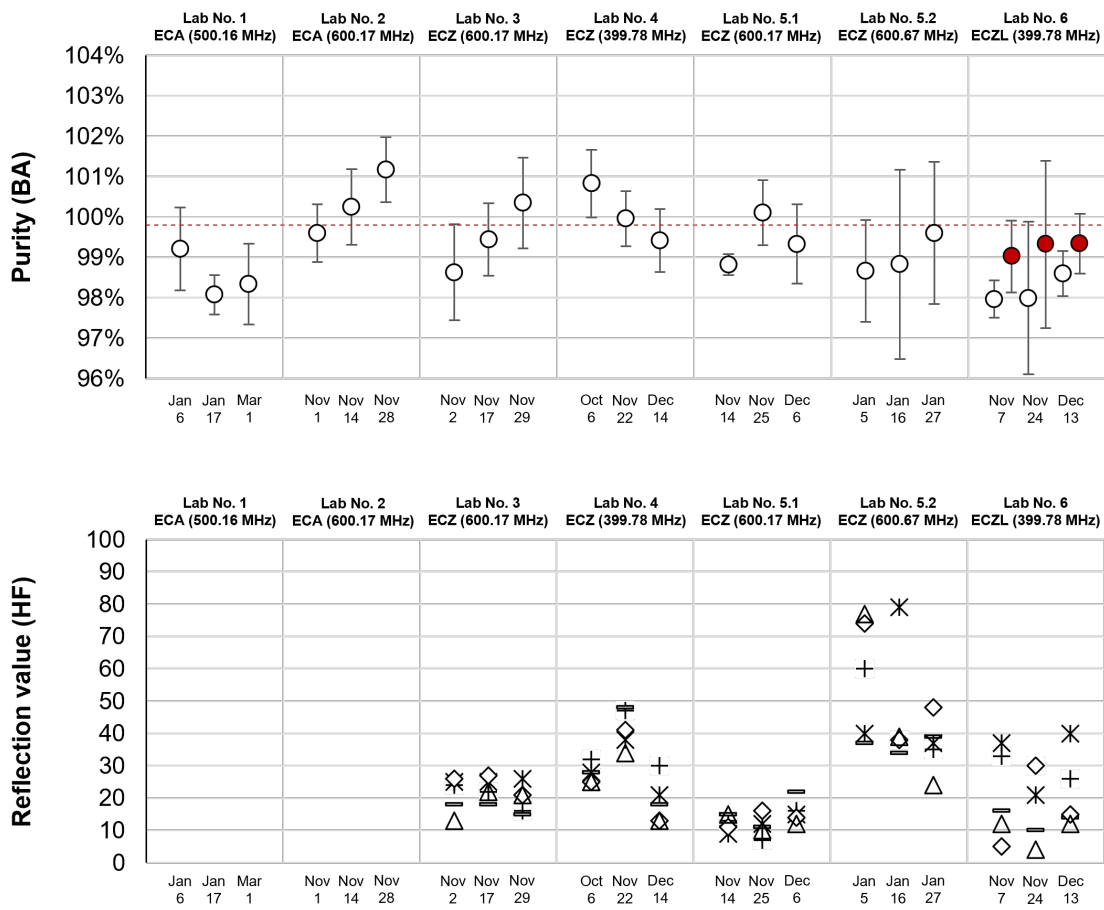 Lab No. 1 Lab No. 2 Lab No. 3 Lab No. 4 Lab No. 5.1 Lab No. 5.2 Lab No. 6
ECA (500.16 MHz) ECA (600.17 MHz) ECZ (600.17 MHz) ECZ (399.78 MHz) ECZ (600.17 MHz) ECZ (600.67 MHz) ECZL (399.78 MHz)
Purity (BA)
104%
103%
102%
101%
100%
99%
98%
97%
96%
Jan Jan Mar Nov Nov Nov Nov Nov Nov Oct Nov Dec Nov Nov Dec Jan Jan Jan Nov Nov Dec
6 17 1 1 14 28 2 17 29 6 22 14 14 25 6 5 16 27 7 24 13
Lab No. 1 Lab No. 2 Lab No. 3 Lab No. 4 Lab No. 5.1 Lab No. 5.2 Lab No. 6
ECA (500.16 MHz) ECA (600.17 MHz) ECZ (600.17 MHz) ECZ (399.78 MHz) ECZ (600.17 MHz) ECZ (600.67 MHz) ECZL (399.78 MHz)
Reflection value (HF)
100
90
80
70
60
50
40
30
20
10
0
Jan Jan Mar Nov Nov Nov Nov Nov Nov Oct Nov Dec Nov Nov Dec Jan Jan Jan Nov Nov Dec
6 17 1 1 14 28 2 17 29 6 22 14 14 25 6 5 16 27 7 24 13